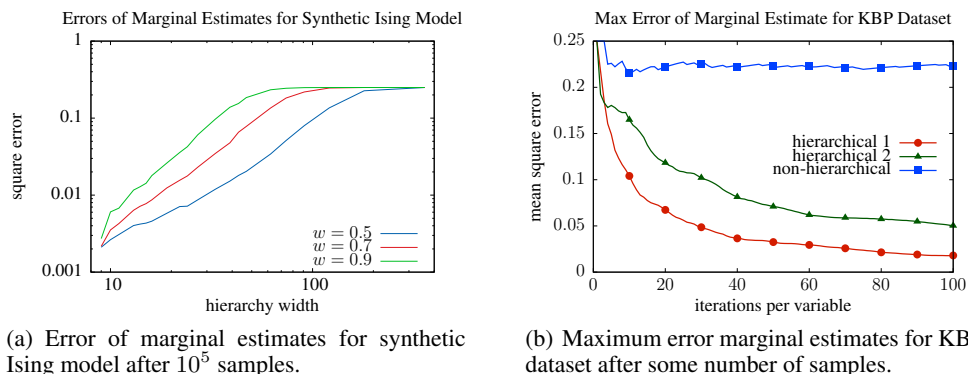 Errors of Marginal Estimates for Synthetic Ising Model
1
0.1
0.01
0.001
square error
10
100
hierarchy width
w = 0.5
w = 0.7
w = 0.9
(a) Error of marginal estimates for synthetic
Ising model after 10⁵ samples.
Max Error of Marginal Estimate for KBP Dataset
0.25
0.2
0.15
0.1
0.05
0
mean square error
0
20
40
60
80
100
iterations per variable
hierarchical 1
hierarchical 2
non-hierarchical
(b) Maximum error marginal estimates for KB
dataset after some number of samples.